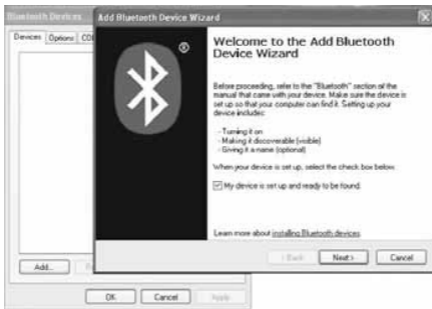 Bluetooth Devices
Devices Options
Add...
OK Cancel Apply
Add Bluetooth Device Wizard
®
Welcome to the Add Bluetooth
Device Wizard
Before proceeding, refer to the "Bluetooth" section of the
manual that came with your device. Make sure the device is
set up so that your computer can find it. Setting up your
device includes:
- Turning it on
- Making it discoverable (visible)
- Giving it a name (optional)
When your device is set up, select the check box below.
My device is set up and ready to be found.
Learn more about installing Bluetooth devices.
< Back Next > Cancel